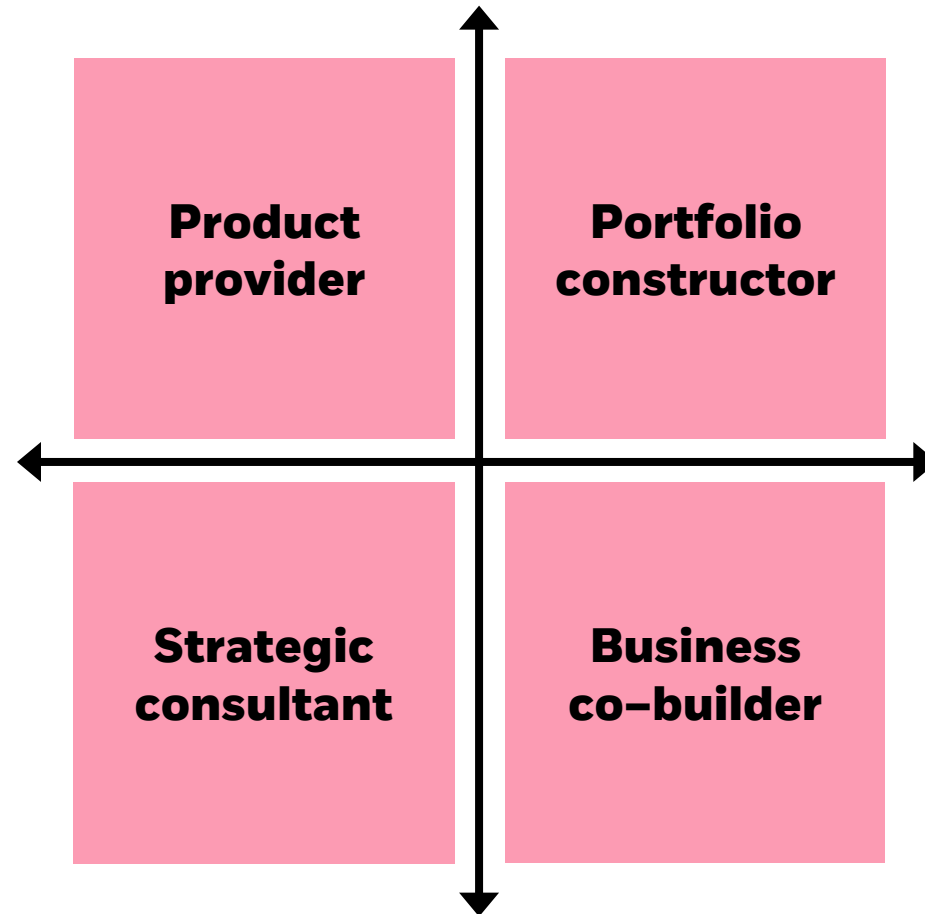 Product
provider
Portfolio
constructor
Strategic
consultant
Business
co–builder